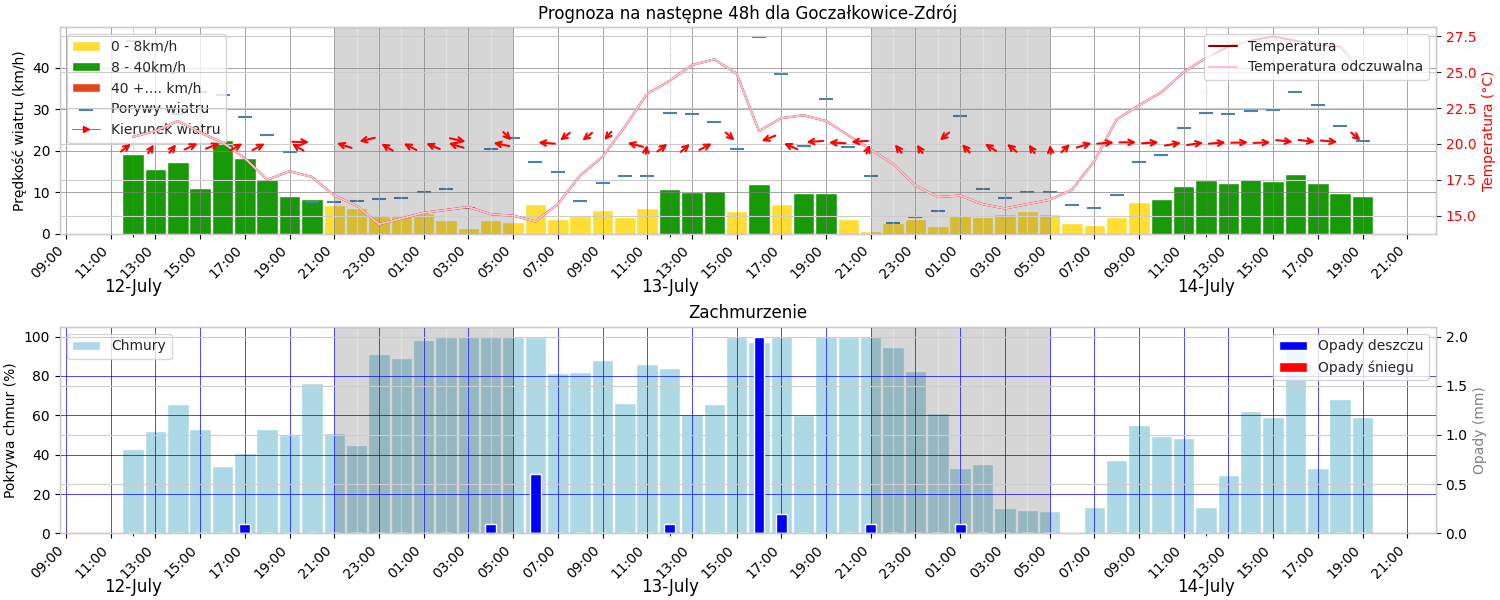 Prognoza na następne 48h dla Goczałkowice-Zdrój
0 - 8km/h
8 - 40km/h
40 +.... km/h
Porywy wiatru
Kierunek wiatru
Temperatura
Temperatura odczuwalna
Prędkość wiatru (km/h)
40
30
20
10
0
Temperatura (°C)
27.5
25.0
22.5
20.0
17.5
15.0
09:00 11:00 13:00 15:00 17:00 19:00 21:00 23:00 01:00 03:00 05:00 07:00 09:00 11:00 13:00 15:00 17:00 19:00 21:00 23:00 01:00 03:00 05:00 07:00 09:00 11:00 13:00 15:00 17:00 19:00 21:00
12-July 13-July 14-July
Zachmurzenie
Chmury
Opady deszczu
Opady śniegu
Pokrywa chmur (%)
100
80
60
40
20
0
Opady (mm)
2.0
1.5
1.0
0.5
0.0
09:00 11:00 13:00 15:00 17:00 19:00 21:00 23:00 01:00 03:00 05:00 07:00 09:00 11:00 13:00 15:00 17:00 19:00 21:00 23:00 01:00 03:00 05:00 07:00 09:00 11:00 13:00 15:00 17:00 19:00 21:00
12-July 13-July 14-July